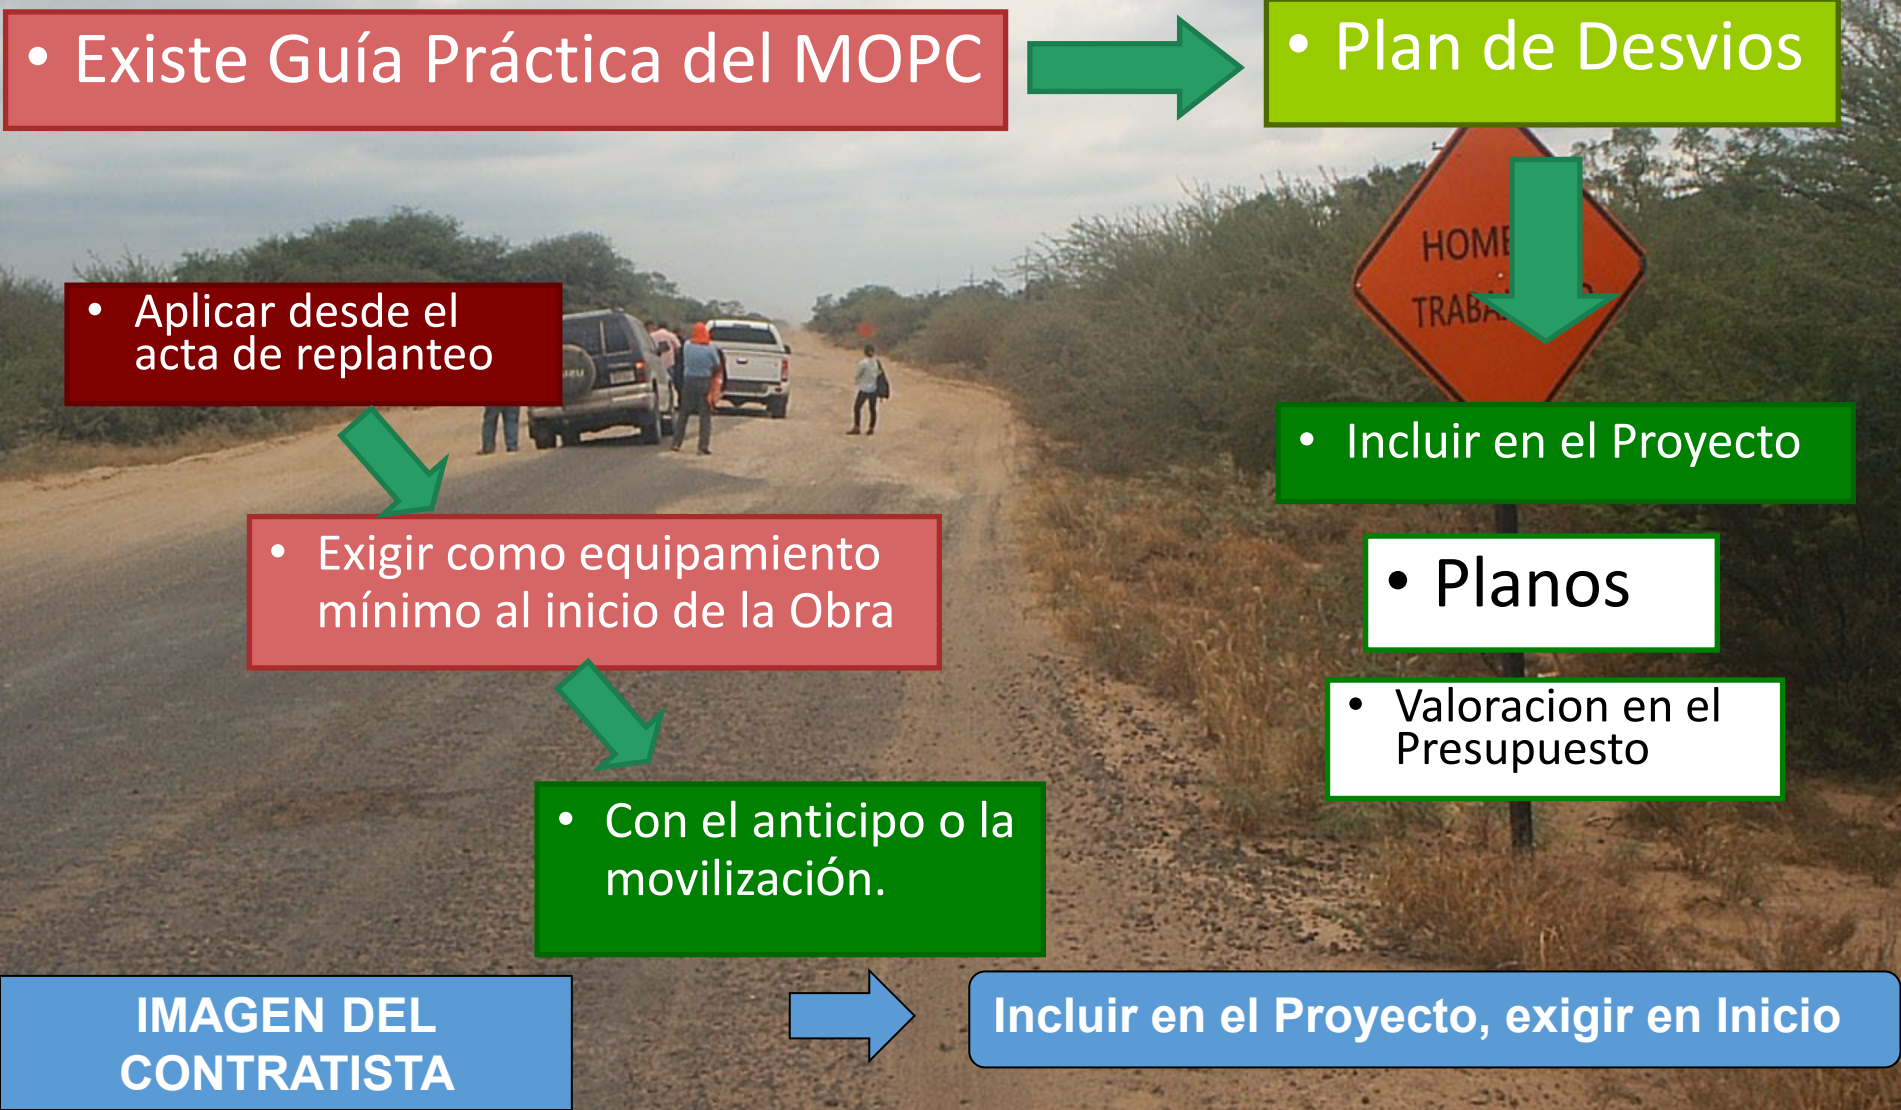 • Existe Guía Práctica del MOPC
• Plan de Desvios
HOM
TRABA
• Aplicar desde el
acta de replanteo
• Incluir en el Proyecto
• Exigir como equipamiento
mínimo al inicio de la Obra
• Planos
• Valoracion en el
Presupuesto
• Con el anticipo o la
movilización.
IMAGEN DEL
CONTRATISTA
Incluir en el Proyecto, exigir en Inicio